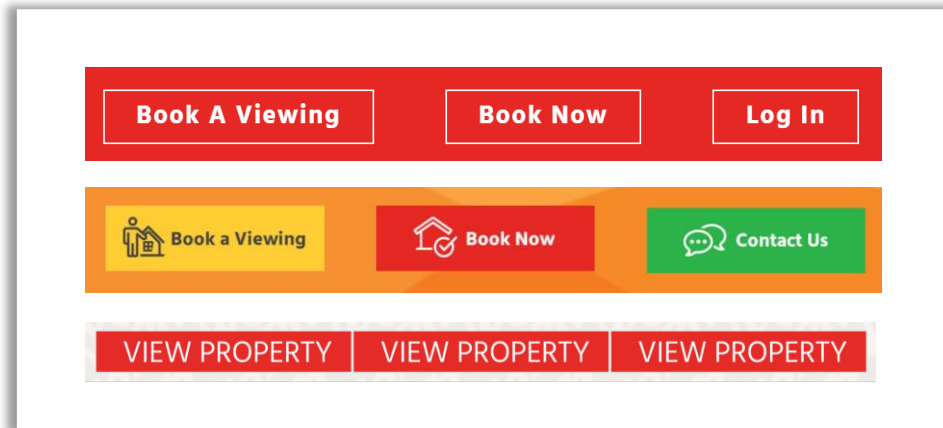 Book A Viewing Book Now Log In
Book a Viewing Book Now Contact Us
VIEW PROPERTY VIEW PROPERTY VIEW PROPERTY